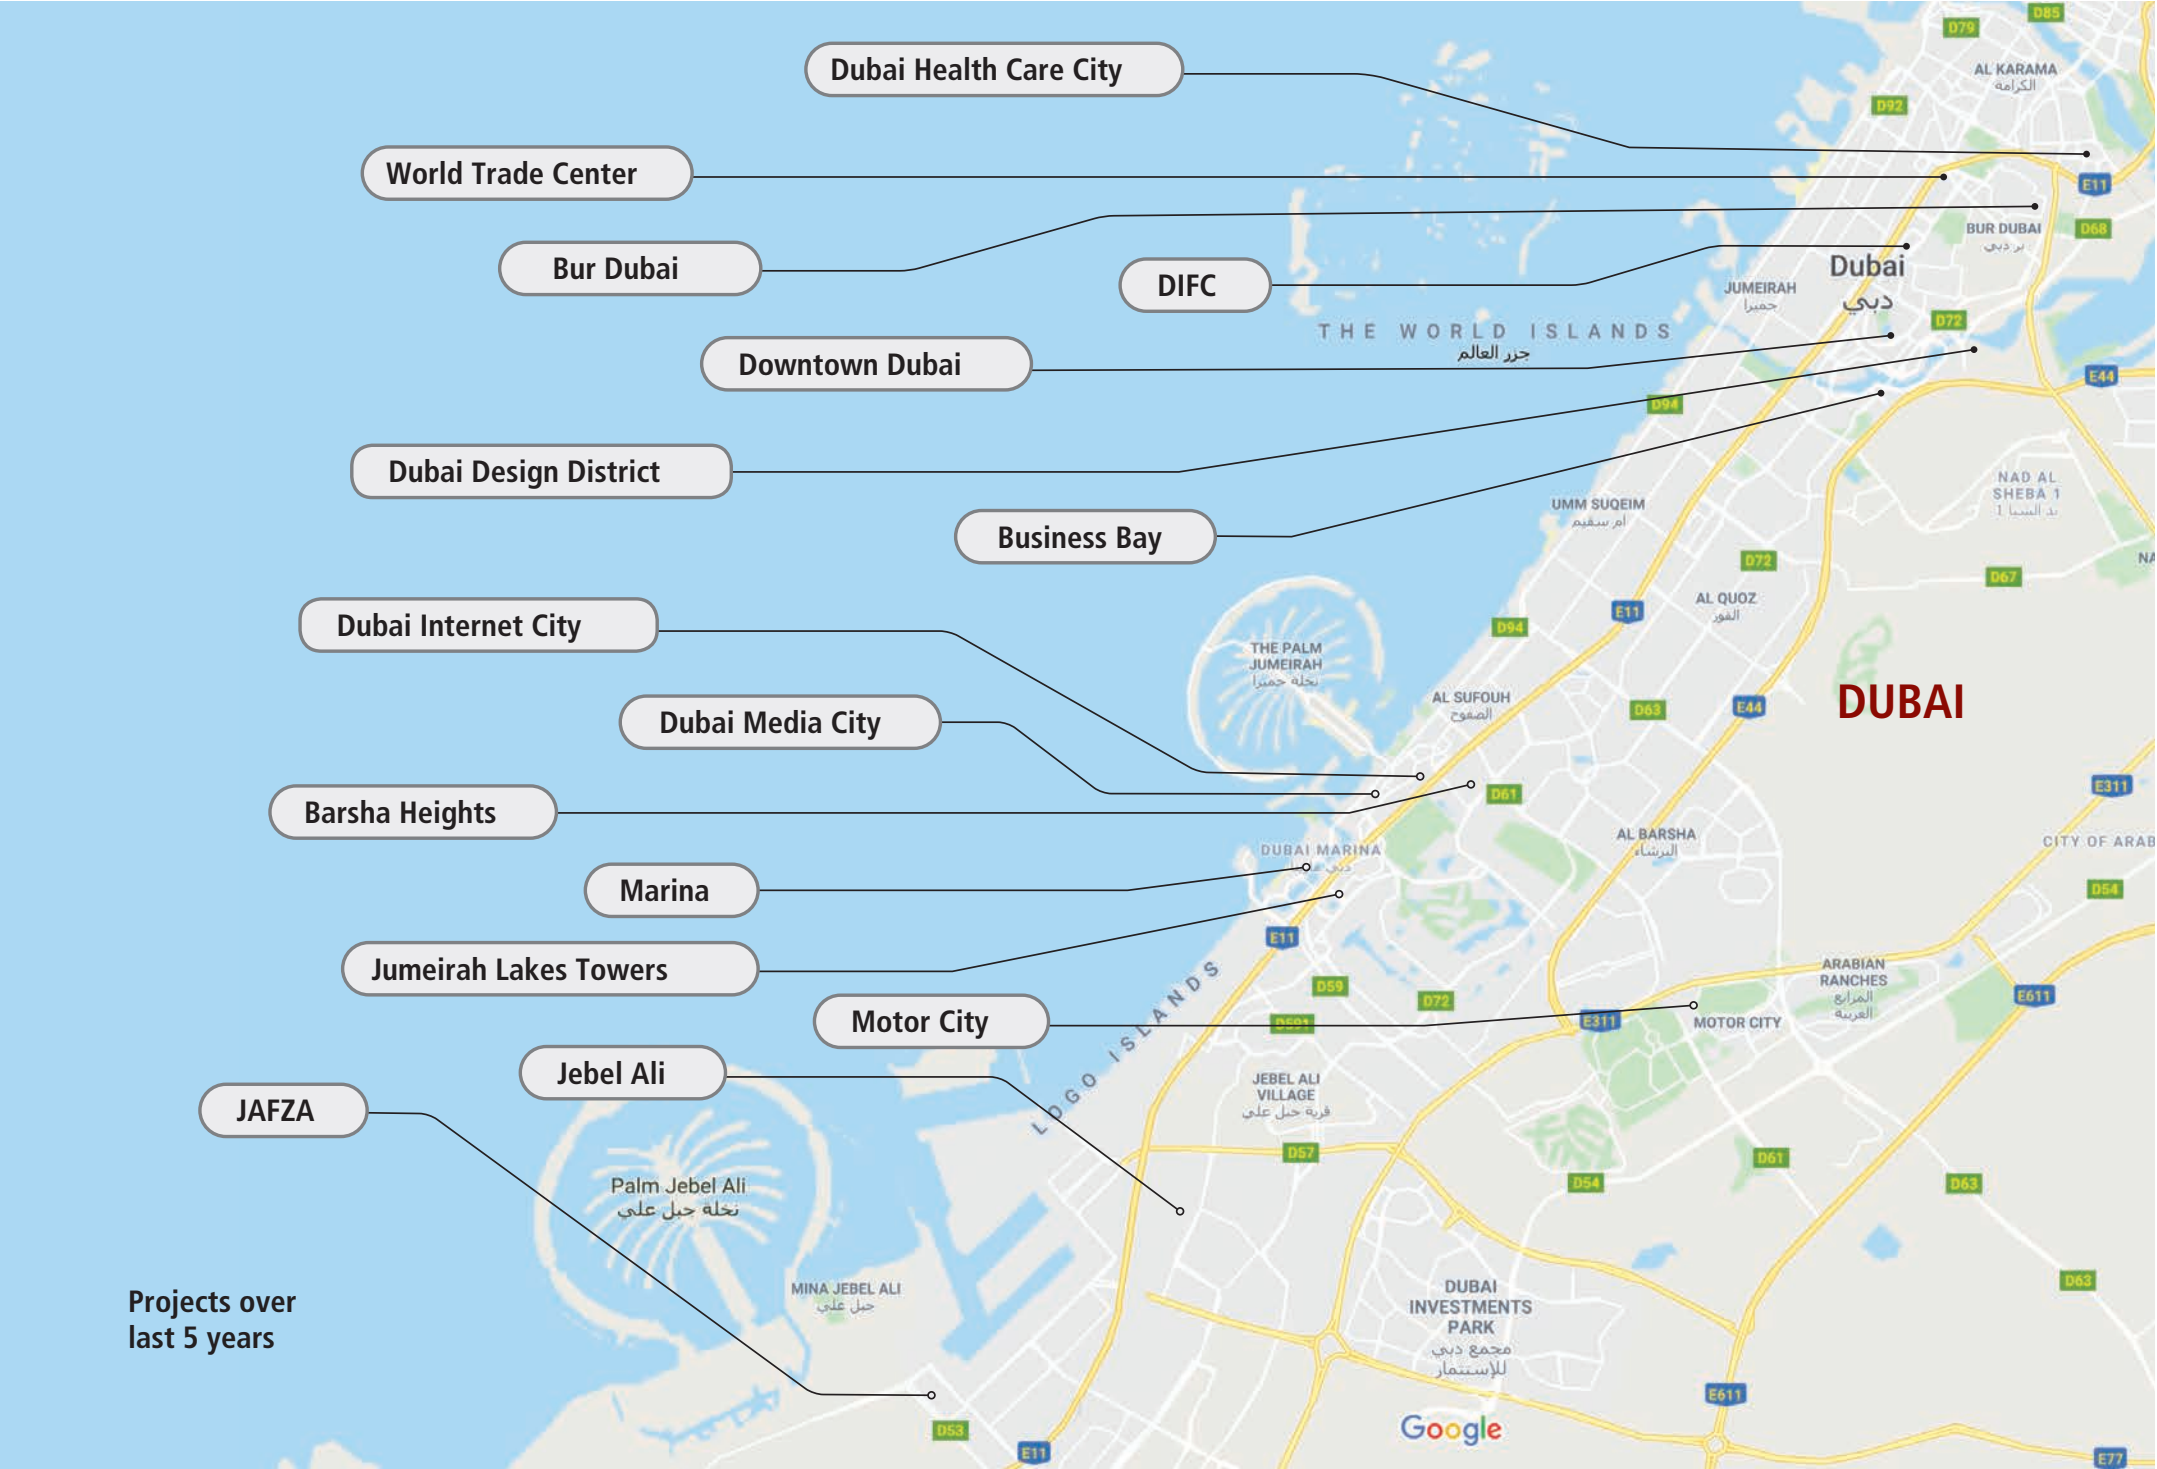 D85
D79
Dubai Health Care City
AL KARAMA
الكرامة
D92
World Trade Center
E11
Bur Dubai
BUR DUBAI
بر دبي
D68
DIFC
Dubai
دبي
JUMEIRAH
جميرا
THE WORLD ISLANDS
جزر العالم
D72
Downtown Dubai
E44
D94
Dubai Design District
NAD AL
SHEBA 1
ند الشبا 1
UMM SUQEIM
أم سقيم
Business Bay
D72
NA
D67
AL QUOZ
القوز
E11
Dubai Internet City
D94
THE PALM
JUMEIRAH
نخلة جميرا
AL SUFOUH
الصفوح
D63
E44
DUBAI
Dubai Media City
D61
E311
Barsha Heights
AL BARSHA
البرشاء
CITY OF ARAB
DUBAI MARINA
Marina
D54
E11
Jumeirah Lakes Towers
LOGO ISLANDS
D59
D72
ARABIAN
RANCHES
المرابع
العربية
E611
Motor City
D591
E311
MOTOR CITY
Jebel Ali
JEBEL ALI
VILLAGE
قرية جبل علي
JAFZA
D57
D61
D54
D63
Palm Jebel Ali
نخلة جبل علي
MINA JEBEL ALI
جبل علي
D63
Projects over
last 5 years
DUBAI
INVESTMENTS
PARK
مجمع دبي
للإستثمار
E611
Google
D53
E11
E77